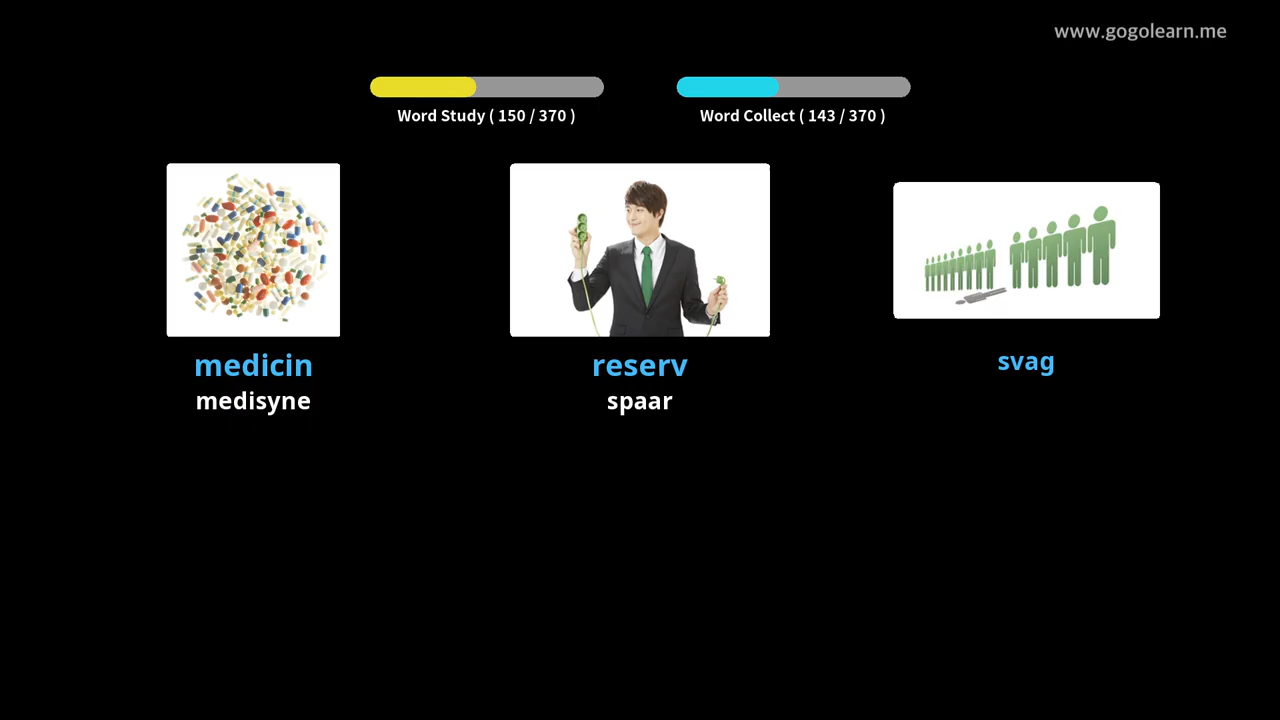 www.gogolearn.me
Word Study ( 150 / 370 )
Word Collect ( 143 / 370 )
medicin
medisyne
reserv
spaar
svag